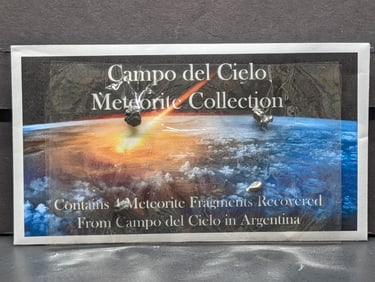 Campo del Cielo
Meteorite Collection
Contains 4 Meteorite Fragments Recovered
From Campo del Cielo in Argentina